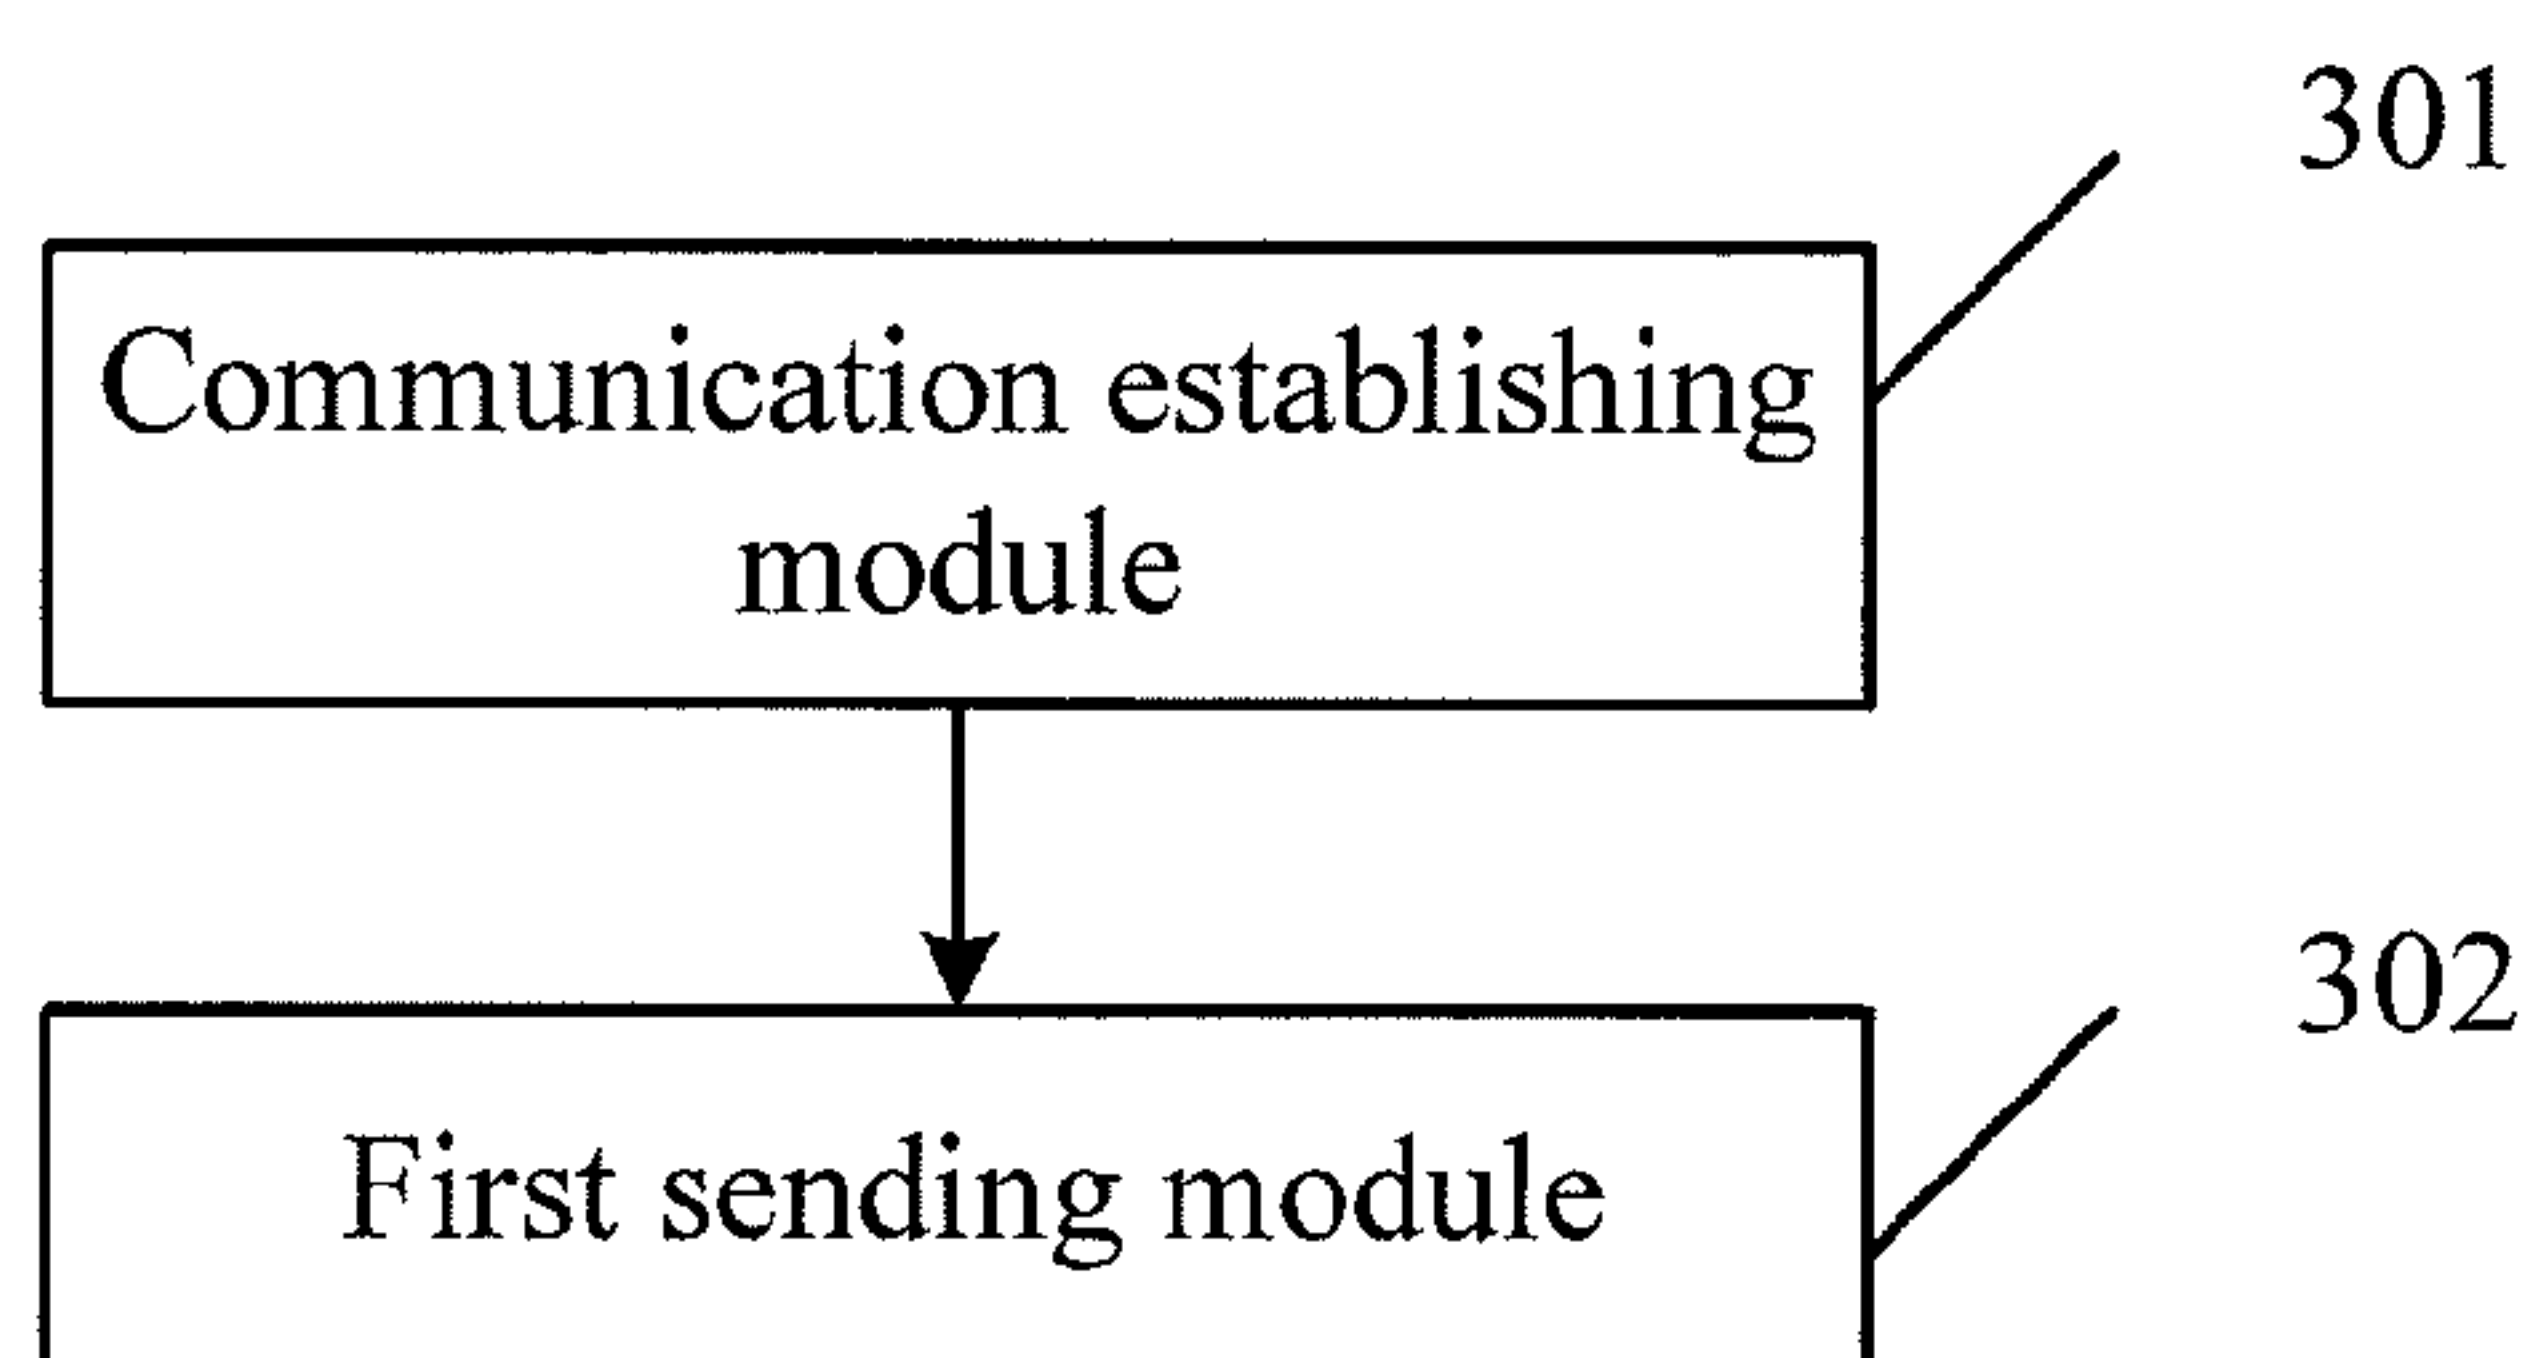 301
Communication establishing
module
302
First sending module